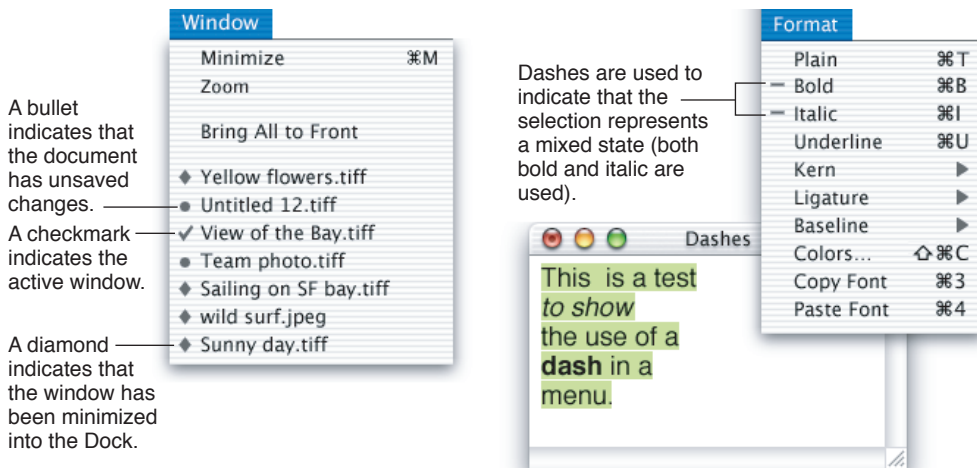 Window
Minimize ⌘M
Zoom
Bring All to Front
♦ Yellow flowers.tiff
● Untitled 12.tiff
✓ View of the Bay.tiff
● Team photo.tiff
♦ Sailing on SF bay.tiff
♦ wild surf.jpeg
♦ Sunny day.tiff
A bullet
indicates that
the document
has unsaved
changes.
A checkmark
indicates the
active window.
A diamond
indicates that
the window has
been minimized
into the Dock.
Dashes are used to
indicate that the
selection represents
a mixed state (both
bold and italic are
used).
Format
Plain ⌘T
– Bold ⌘B
– Italic ⌘I
Underline ⌘U
Kern ▶
Ligature ▶
Baseline ▶
Colors... ⇧⌘C
Copy Font ⌘3
Paste Font ⌘4
Dashes
This is a test
to show
the use of a
dash in a
menu.